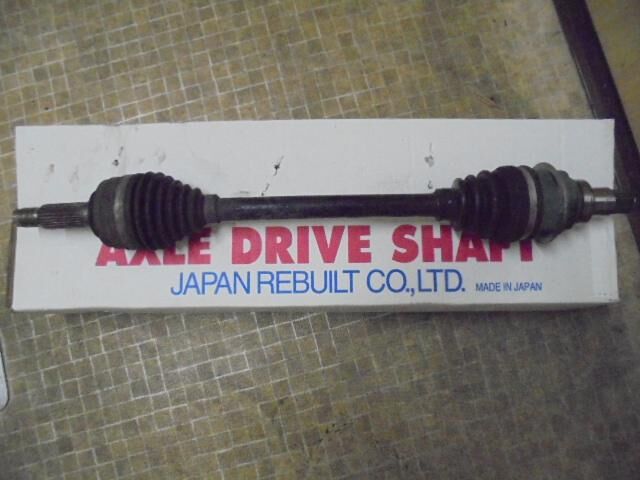 AXLE DRIVE SHAFT
JAPAN REBUILT CO.,LTD. MADE IN JAPAN